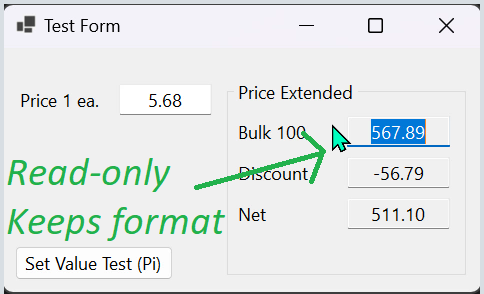 Test Form
Price 1 ea. 5.68
Price Extended
Bulk 100 567.89
Discount -56.79
Net 511.10
Read-only
Keeps format
Set Value Test (Pi)